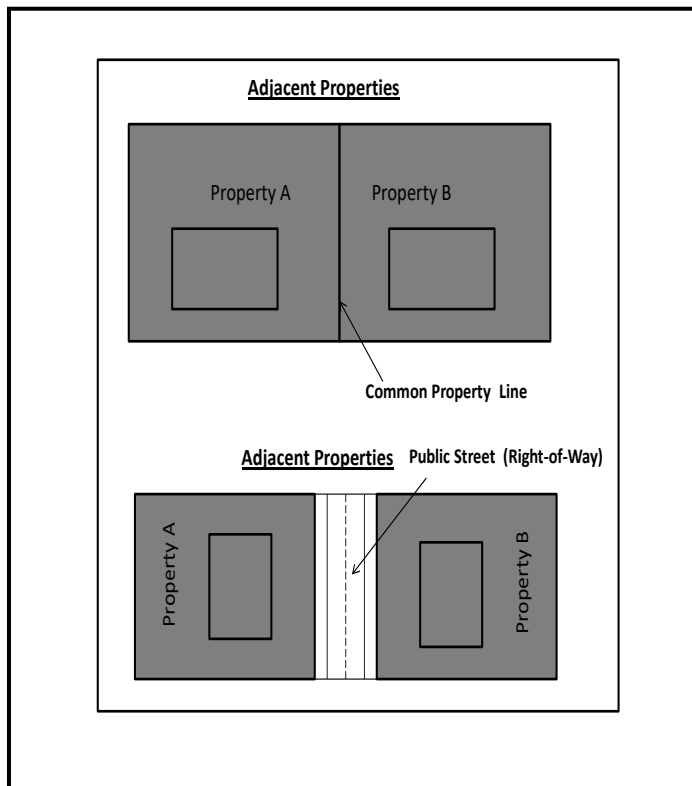 Adjacent Properties
Property A
Property B
Common Property Line
Adjacent Properties
Public Street (Right-of-Way)
Property A
Property B